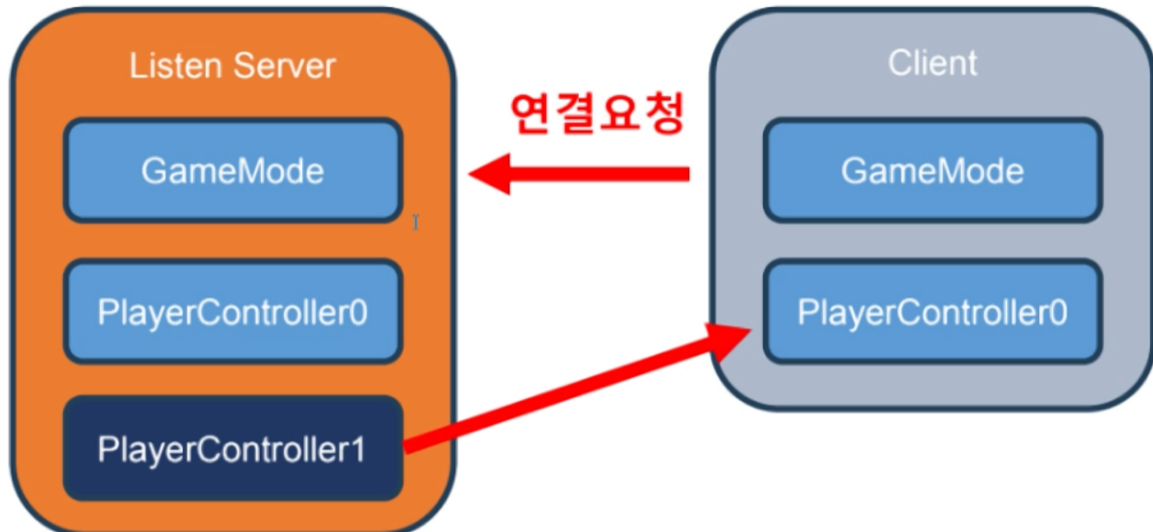 Listen Server
Client
연결요청
GameMode
GameMode
PlayerController0
PlayerController0
PlayerController1